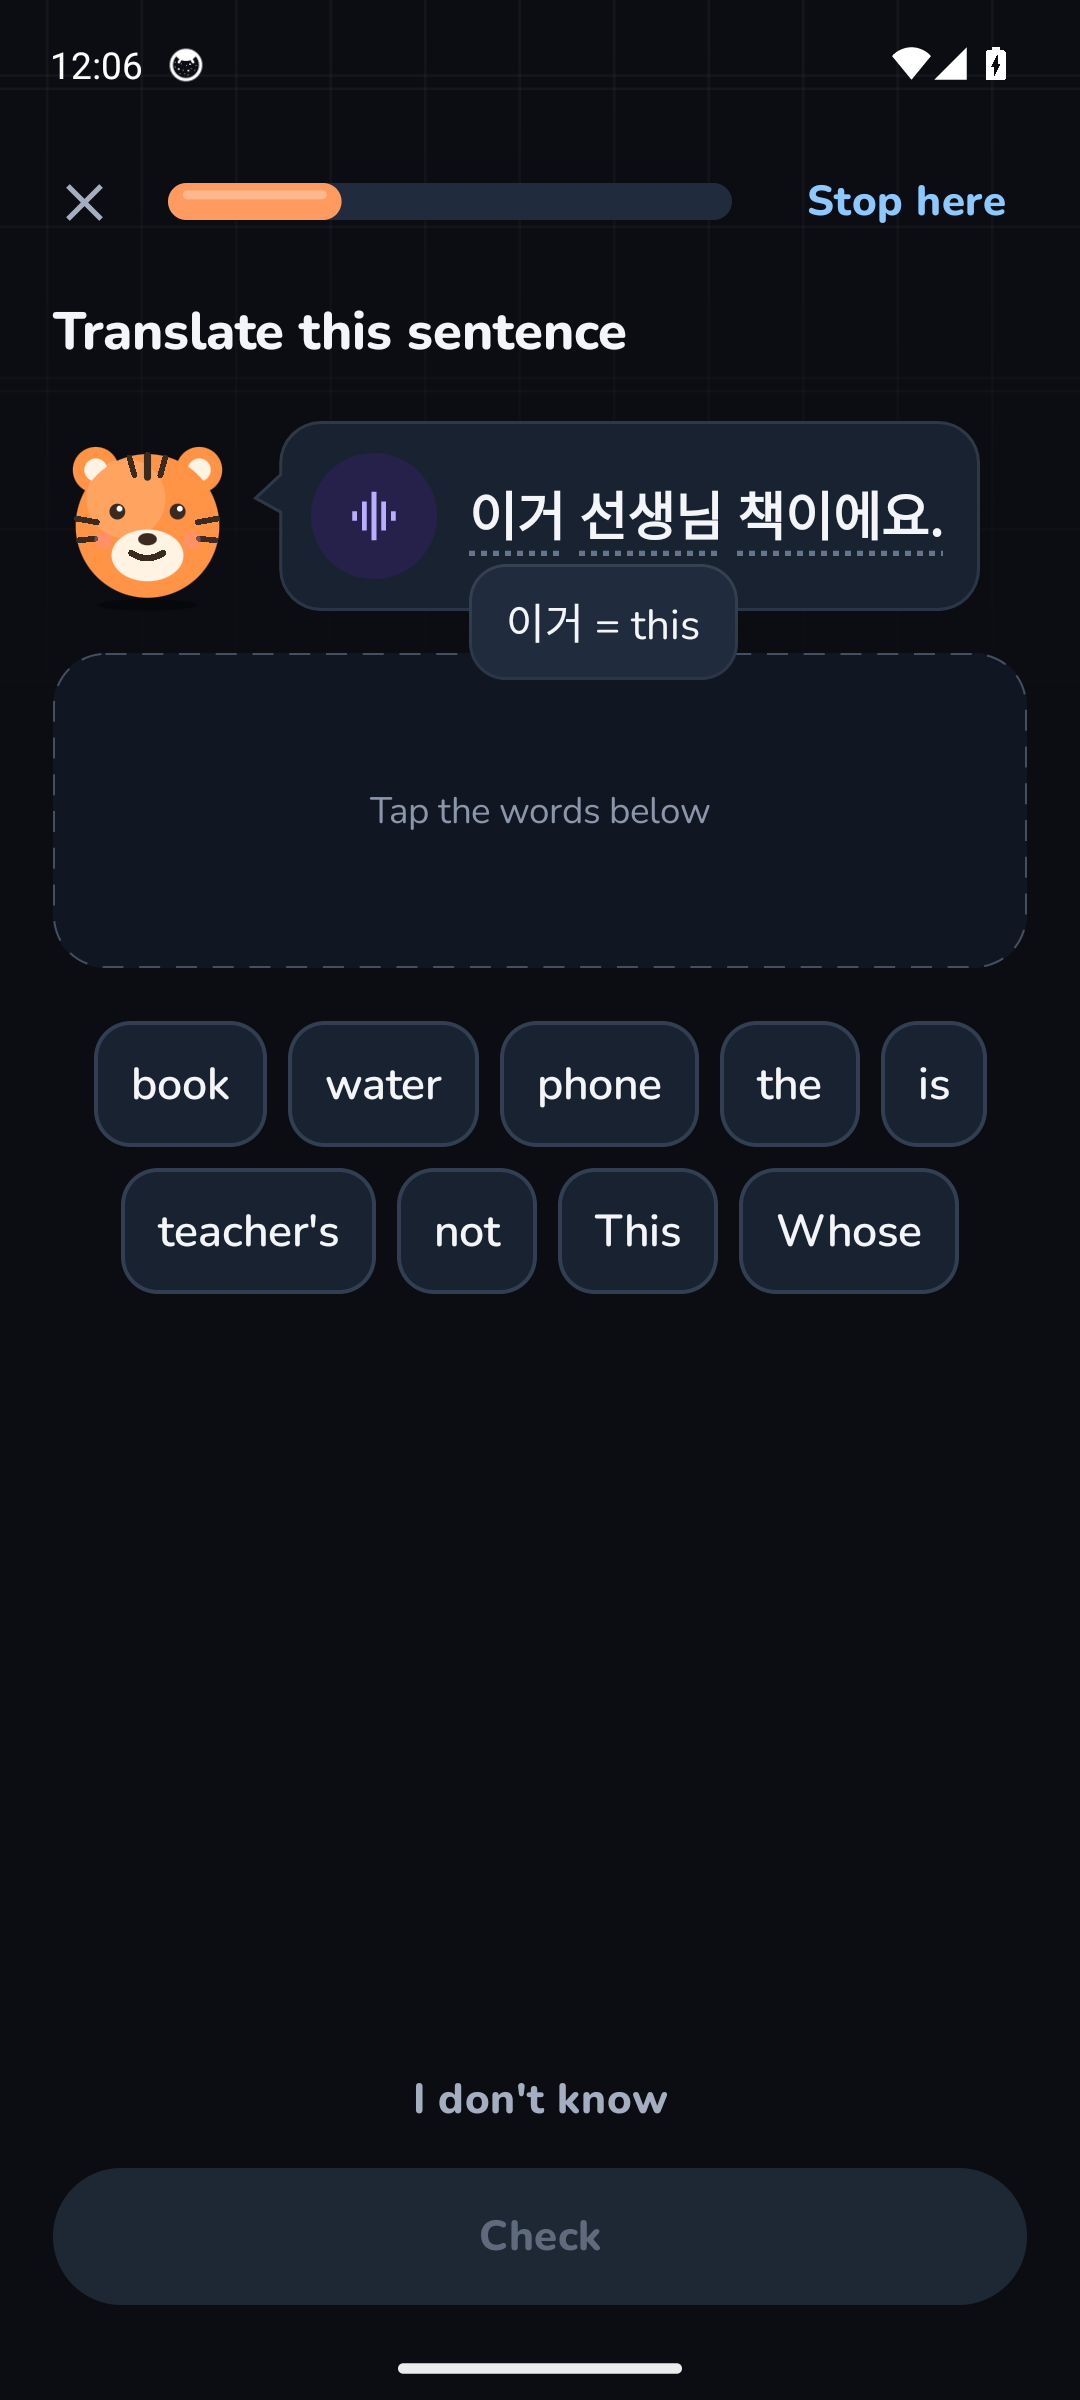 12:06
Stop here
Translate this sentence
이거 선생님 책이에요.
이거 = this
Tap the words below
book water phone the is
teacher's not This Whose
I don't know
Check